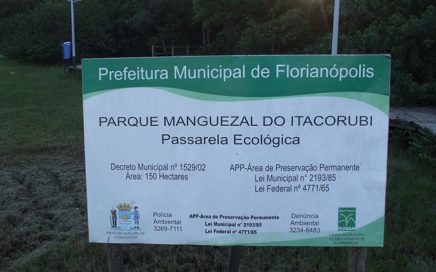 Prefeitura Municipal de Florianópolis
PARQUE MANGUEZAL DO ITACORUBI
Passarela Ecológica
Decreto Municipal nº 1529/02
Área: 150 Hectares
APP-Área de Preservação Permanente
Lei Municipal n° 2193/85
Lei Federal nº 4771/65
Polícia
Ambiental
3269-7111
APP-Área de Preservação Permanente
Lei Municipal n° 2193/85
Lei Federal nº 4771/65
Denúncia
Ambiental
3234-8483
PREFEITURA MUNICIPAL DE
FLORIANÓPOLIS
FLORAM